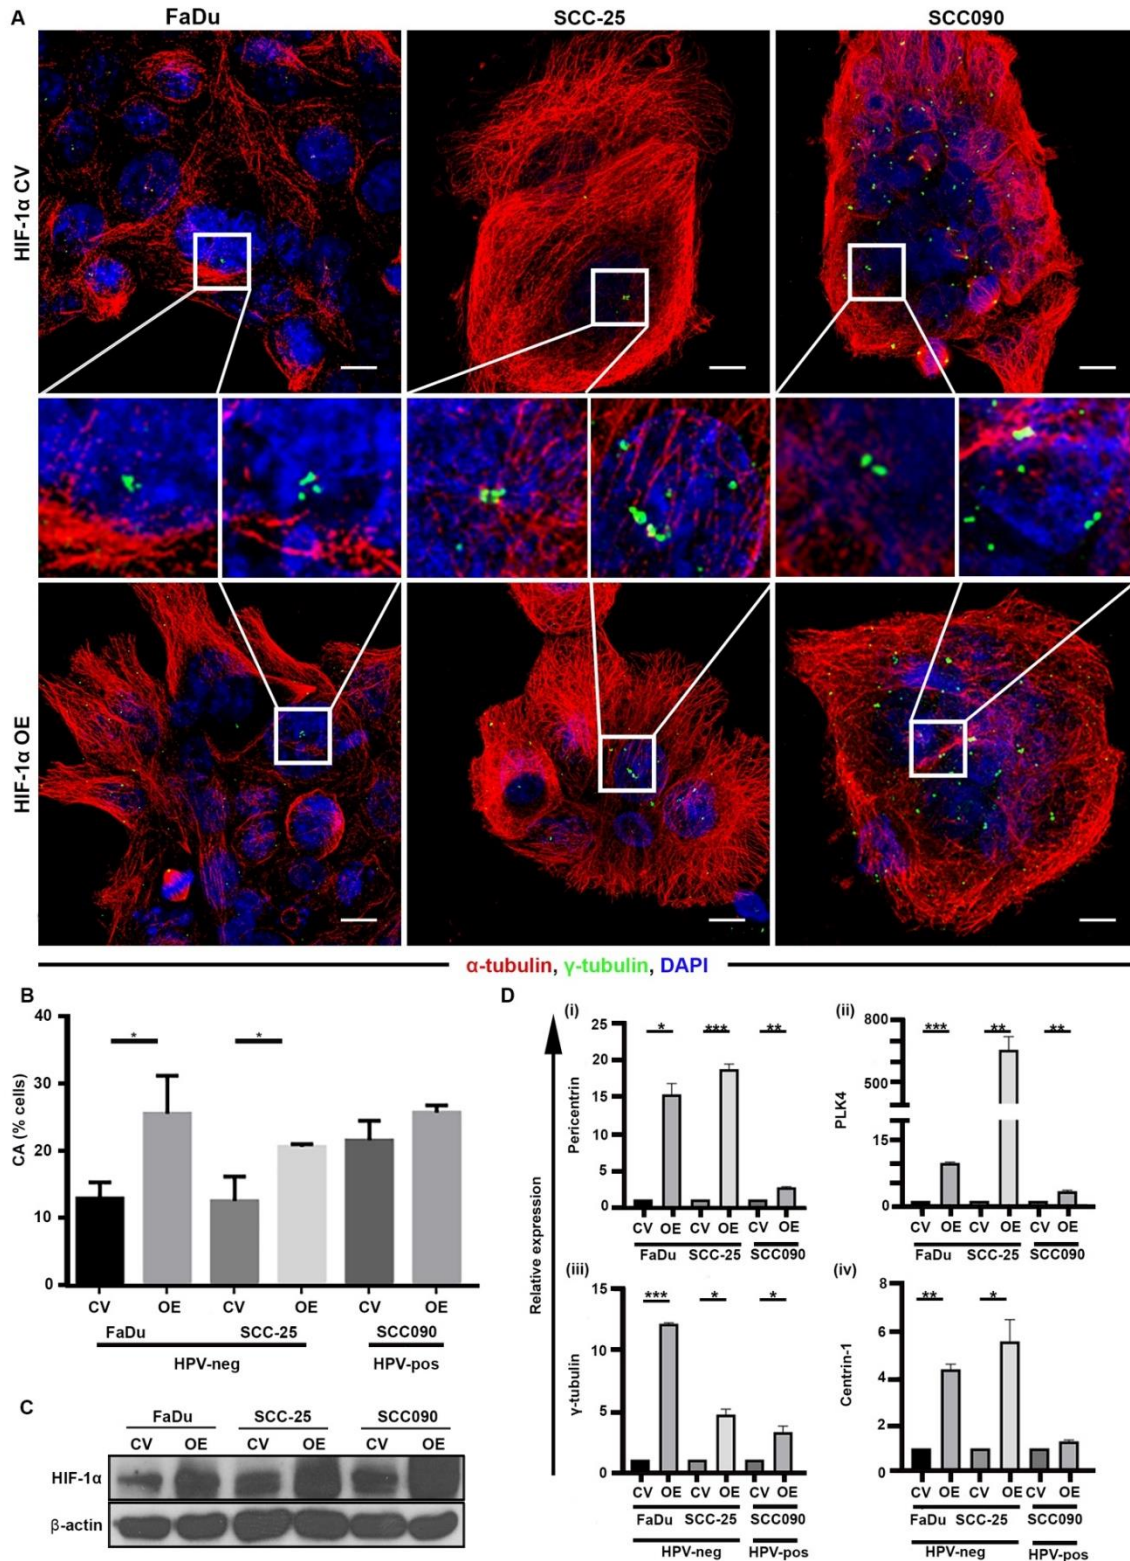 A
FaDu SCC-25 SCC090
HIF-1α CV
HIF-1α OE
α-tubulin, γ-tubulin, DAPI
B
CA (% cells)
40
30
20
10
0
* *
CV OE CV OE CV OE
FaDu SCC-25 SCC090
HPV-neg HPV-pos
C
FaDu SCC-25 SCC090
CV OE CV OE CV OE
HIF-1α
β-actin
D
Relative expression
(i)
Pericentrin
25
20
15
10
5
0
* *** **
CV OE CV OE CV OE
FaDu SCC-25 SCC090
(ii)
PLK4
800
500
15
5
0
*** ** **
CV OE CV OE CV OE
FaDu SCC-25 SCC090
(iii)
γ-tubulin
15
10
5
0
*** * *
CV OE CV OE CV OE
FaDu SCC-25 SCC090
HPV-neg HPV-pos
(iv)
Centrin-1
8
6
4
2
0
** *
CV OE CV OE CV OE
FaDu SCC-25 SCC090
HPV-neg HPV-pos